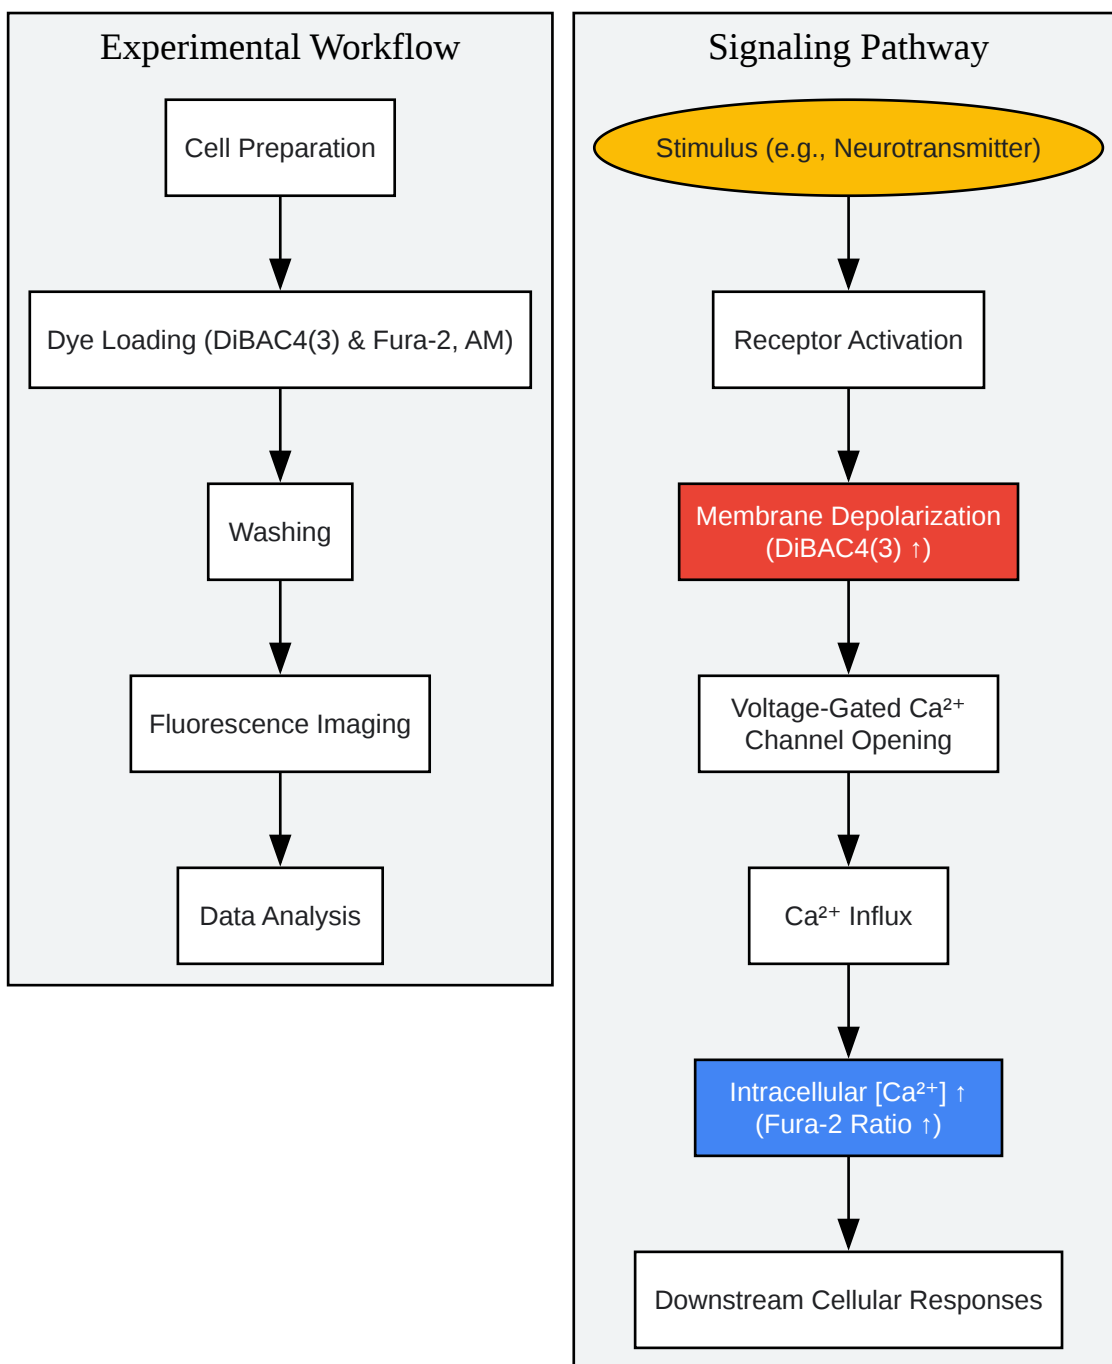 Experimental Workflow
Cell Preparation
Dye Loading (DiBAC4(3) & Fura-2, AM)
Washing
Fluorescence Imaging
Data Analysis
Signaling Pathway
Stimulus (e.g., Neurotransmitter)
Receptor Activation
Membrane Depolarization
(DiBAC4(3) ↑)
Voltage-Gated Ca²⁺
Channel Opening
Ca²⁺ Influx
Intracellular [Ca²⁺] ↑
(Fura-2 Ratio ↑)
Downstream Cellular Responses